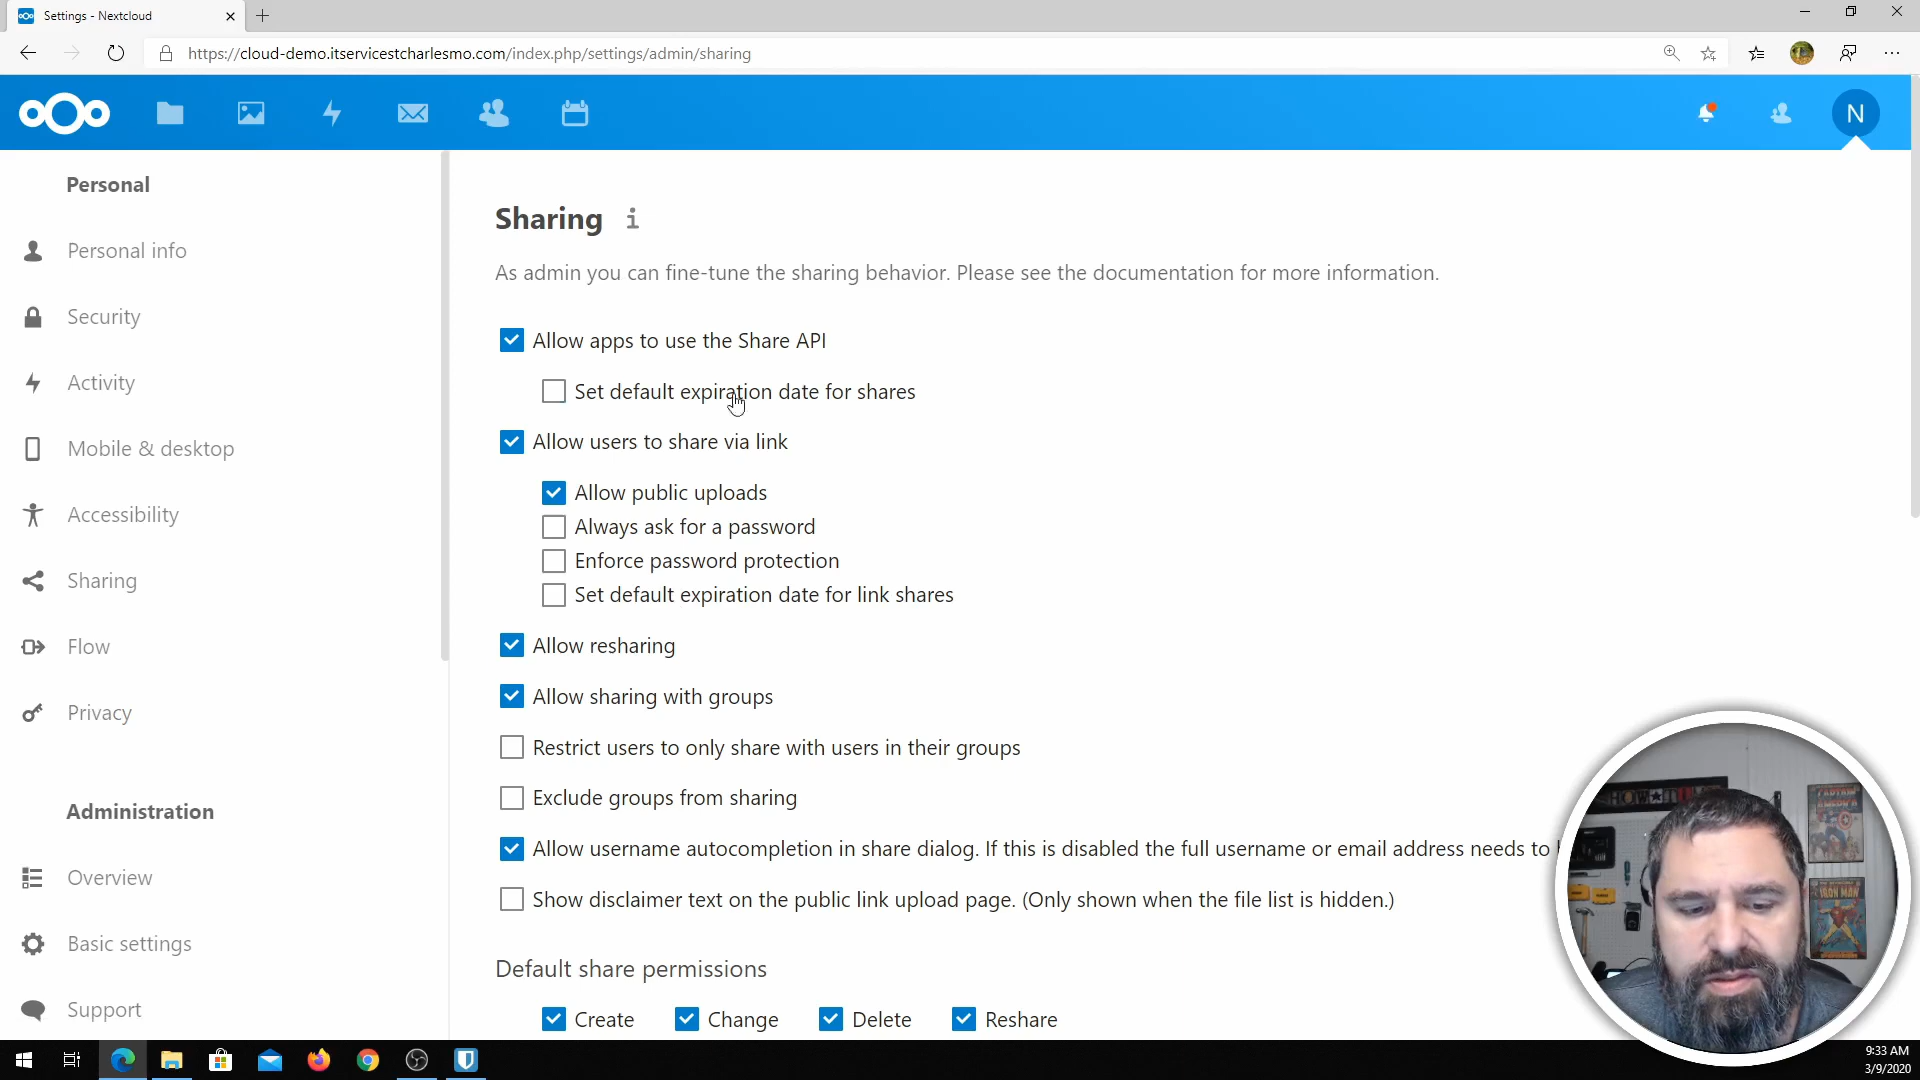 Settings - Nextcloud
https://cloud-demo.itservicestcharlesmo.com/index.php/settings/admin/sharing
N
Personal
Personal info
Security
Activity
Mobile & desktop
Accessibility
Sharing
Flow
Privacy
Administration
Overview
Basic settings
Support
Sharing i
As admin you can fine-tune the sharing behavior. Please see the documentation for more information.
Allow apps to use the Share API
Set default expiration date for shares
Allow users to share via link
Allow public uploads
Always ask for a password
Enforce password protection
Set default expiration date for link shares
Allow resharing
Allow sharing with groups
Restrict users to only share with users in their groups
Exclude groups from sharing
Allow username autocompletion in share dialog. If this is disabled the full username or email address needs to
Show disclaimer text on the public link upload page. (Only shown when the file list is hidden.)
Default share permissions
Create Change Delete Reshare
CAPTAIN AMERICA
IRON MAN
9:33 AM
3/9/2020